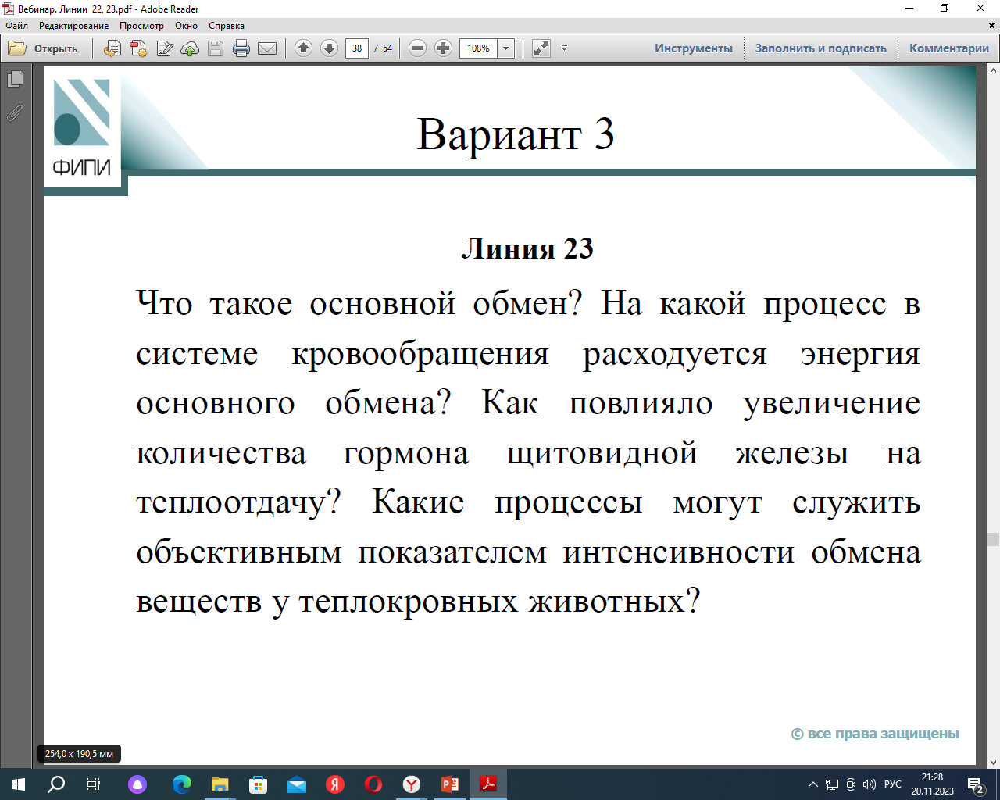 Вебинар. Линии 22, 23.pdf - Adobe Reader
Файл Редактирование Просмотр Окно Справка
Открыть 38 / 54 108% Инструменты Заполнить и подписать Комментарии
ФИПИ
Вариант 3
Линия 23
Что такое основной обмен? На какой процесс в
системе кровообращения расходуется энергия
основного обмена? Как повлияло увеличение
количества гормона щитовидной железы на
теплоотдачу? Какие процессы могут служить
объективным показателем интенсивности обмена
веществ у теплокровных животных?
© все права защищены
254,0 x 190,5 мм
РУС
21:28
20.11.2023
2